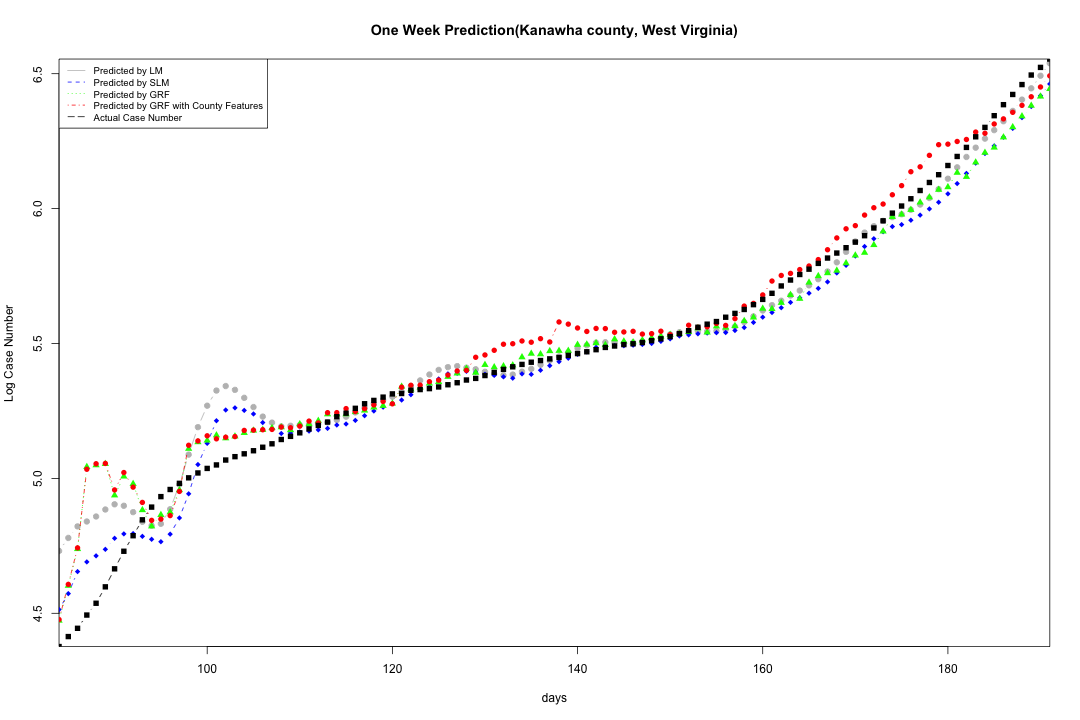 One Week Prediction(Kanawha county, West Virginia)
Predicted by LM
Predicted by SLM
Predicted by GRF
Predicted by GRF with County Features
Actual Case Number
6.5
6.0
5.5
5.0
4.5
Log Case Number
100 120 140 160 180
days